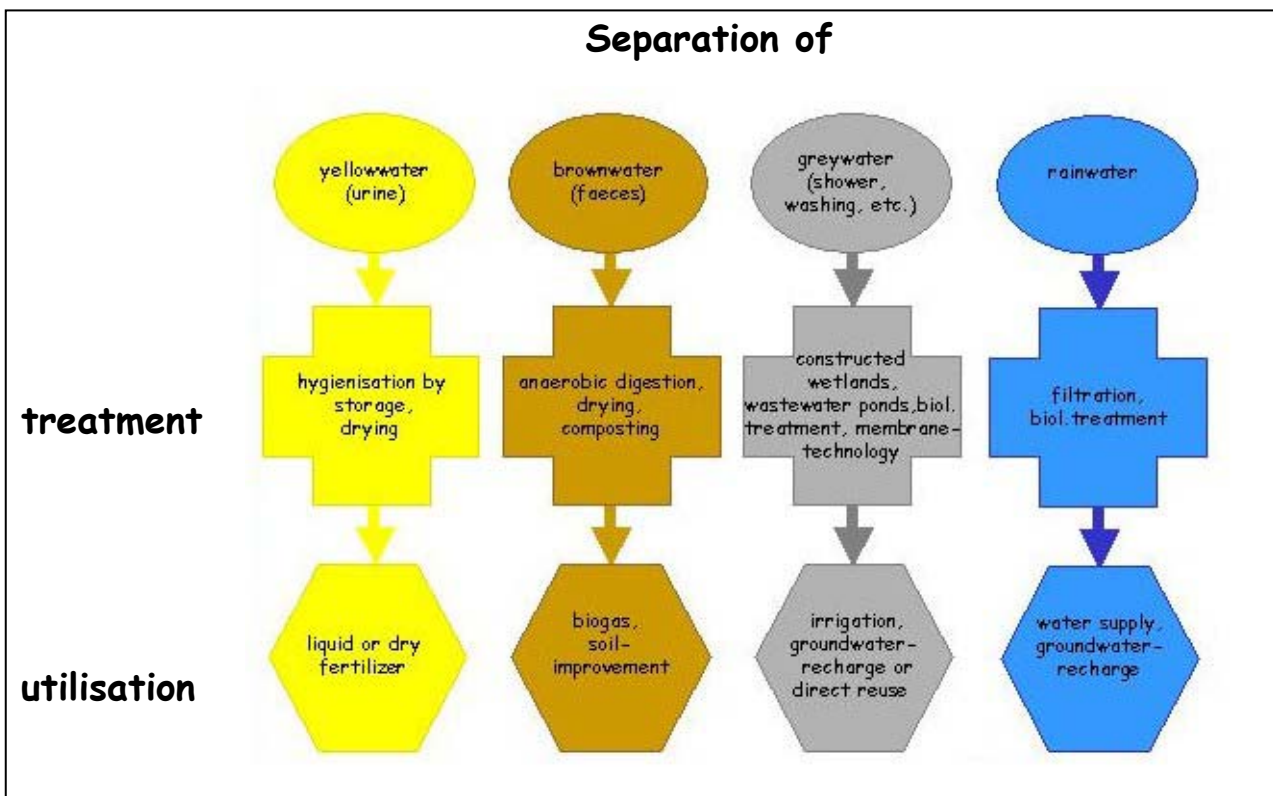 Separation of
yellowwater
(urine)
brownwater
(faeces)
greywater
(shower,
washing, etc.)
rainwater
treatment
hygienisation by
storage,
drying
anaerobic digestion,
drying,
composting
constructed
wetlands,
wastewater ponds,biol.
treatment, membrane-
technology
filtration,
biol.treatment
utilisation
liquid or dry
fertilizer
biogas,
soil-
improvement
irrigation,
groundwater-
recharge or
direct reuse
water supply,
groundwater-
recharge